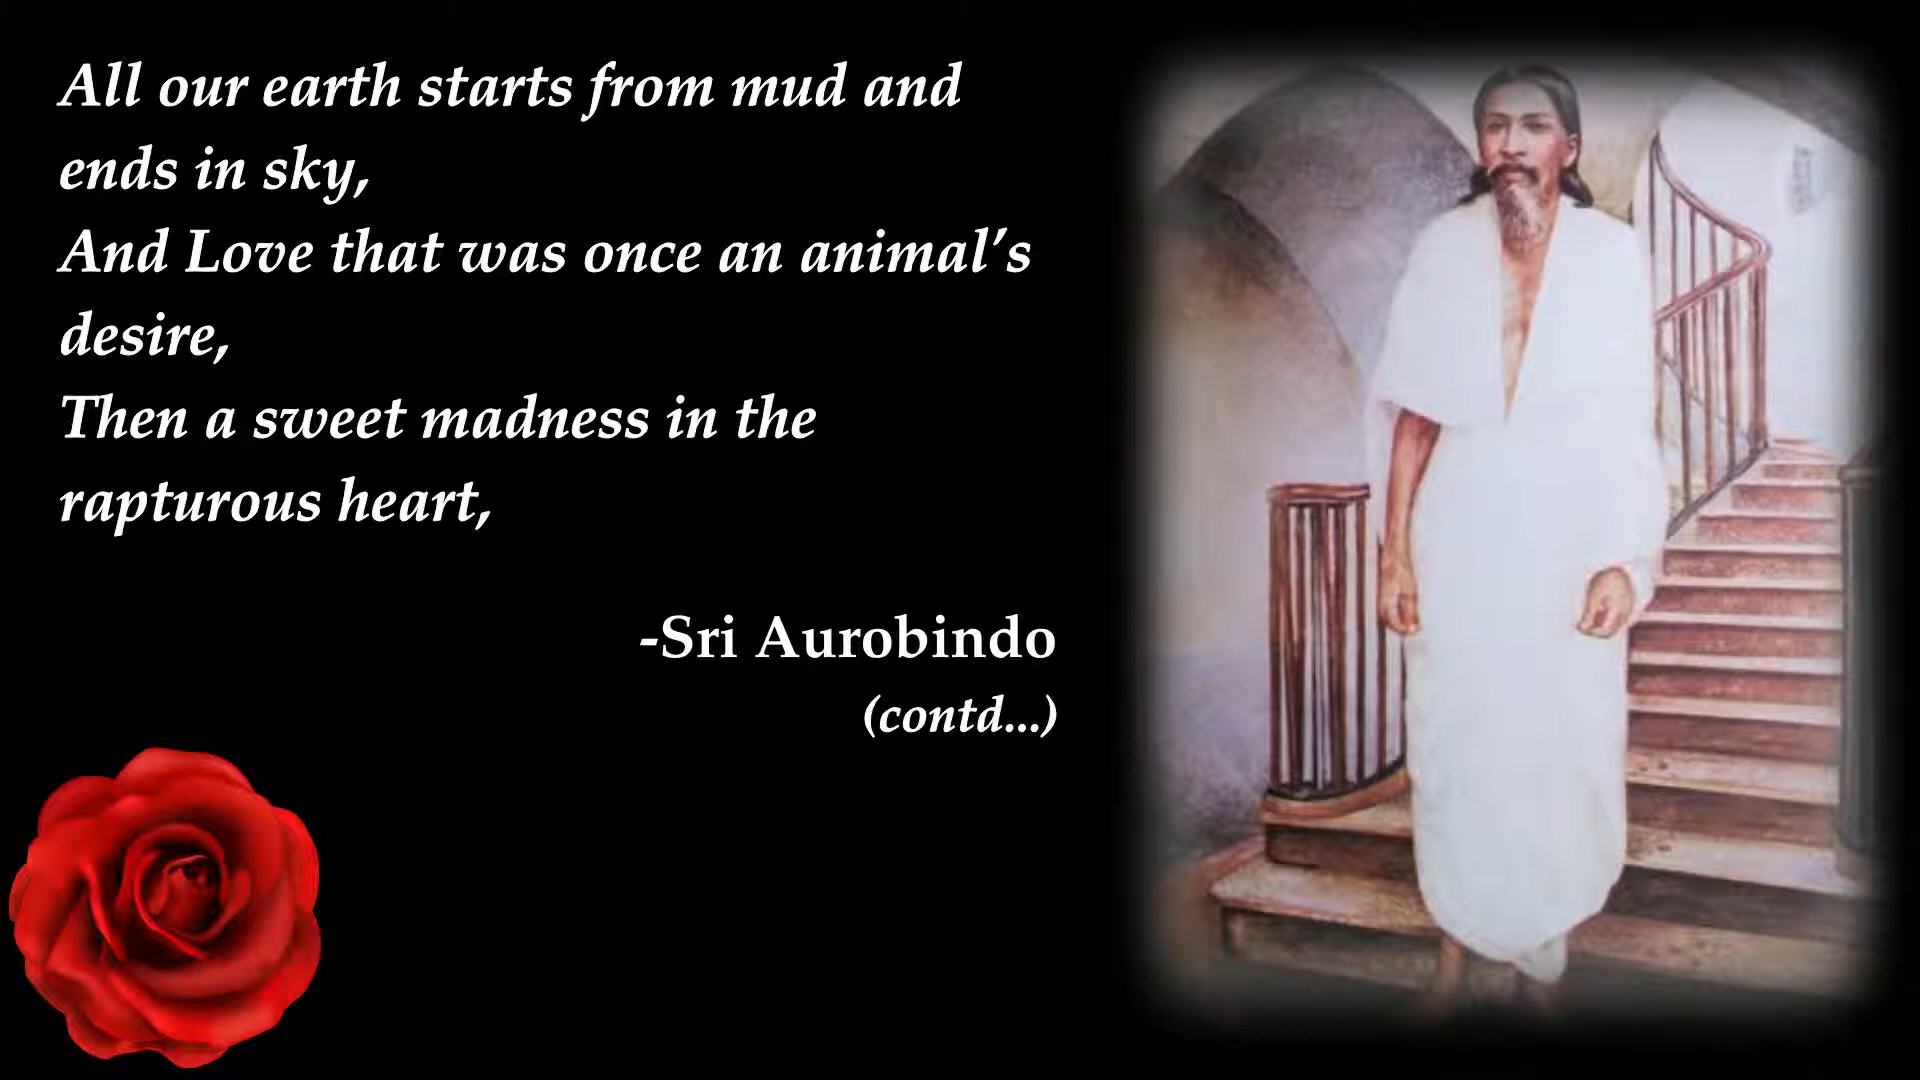 All our earth starts from mud and
ends in sky,
And Love that was once an animal’s
desire,
Then a sweet madness in the
rapturous heart,
-Sri Aurobindo
(contd...)